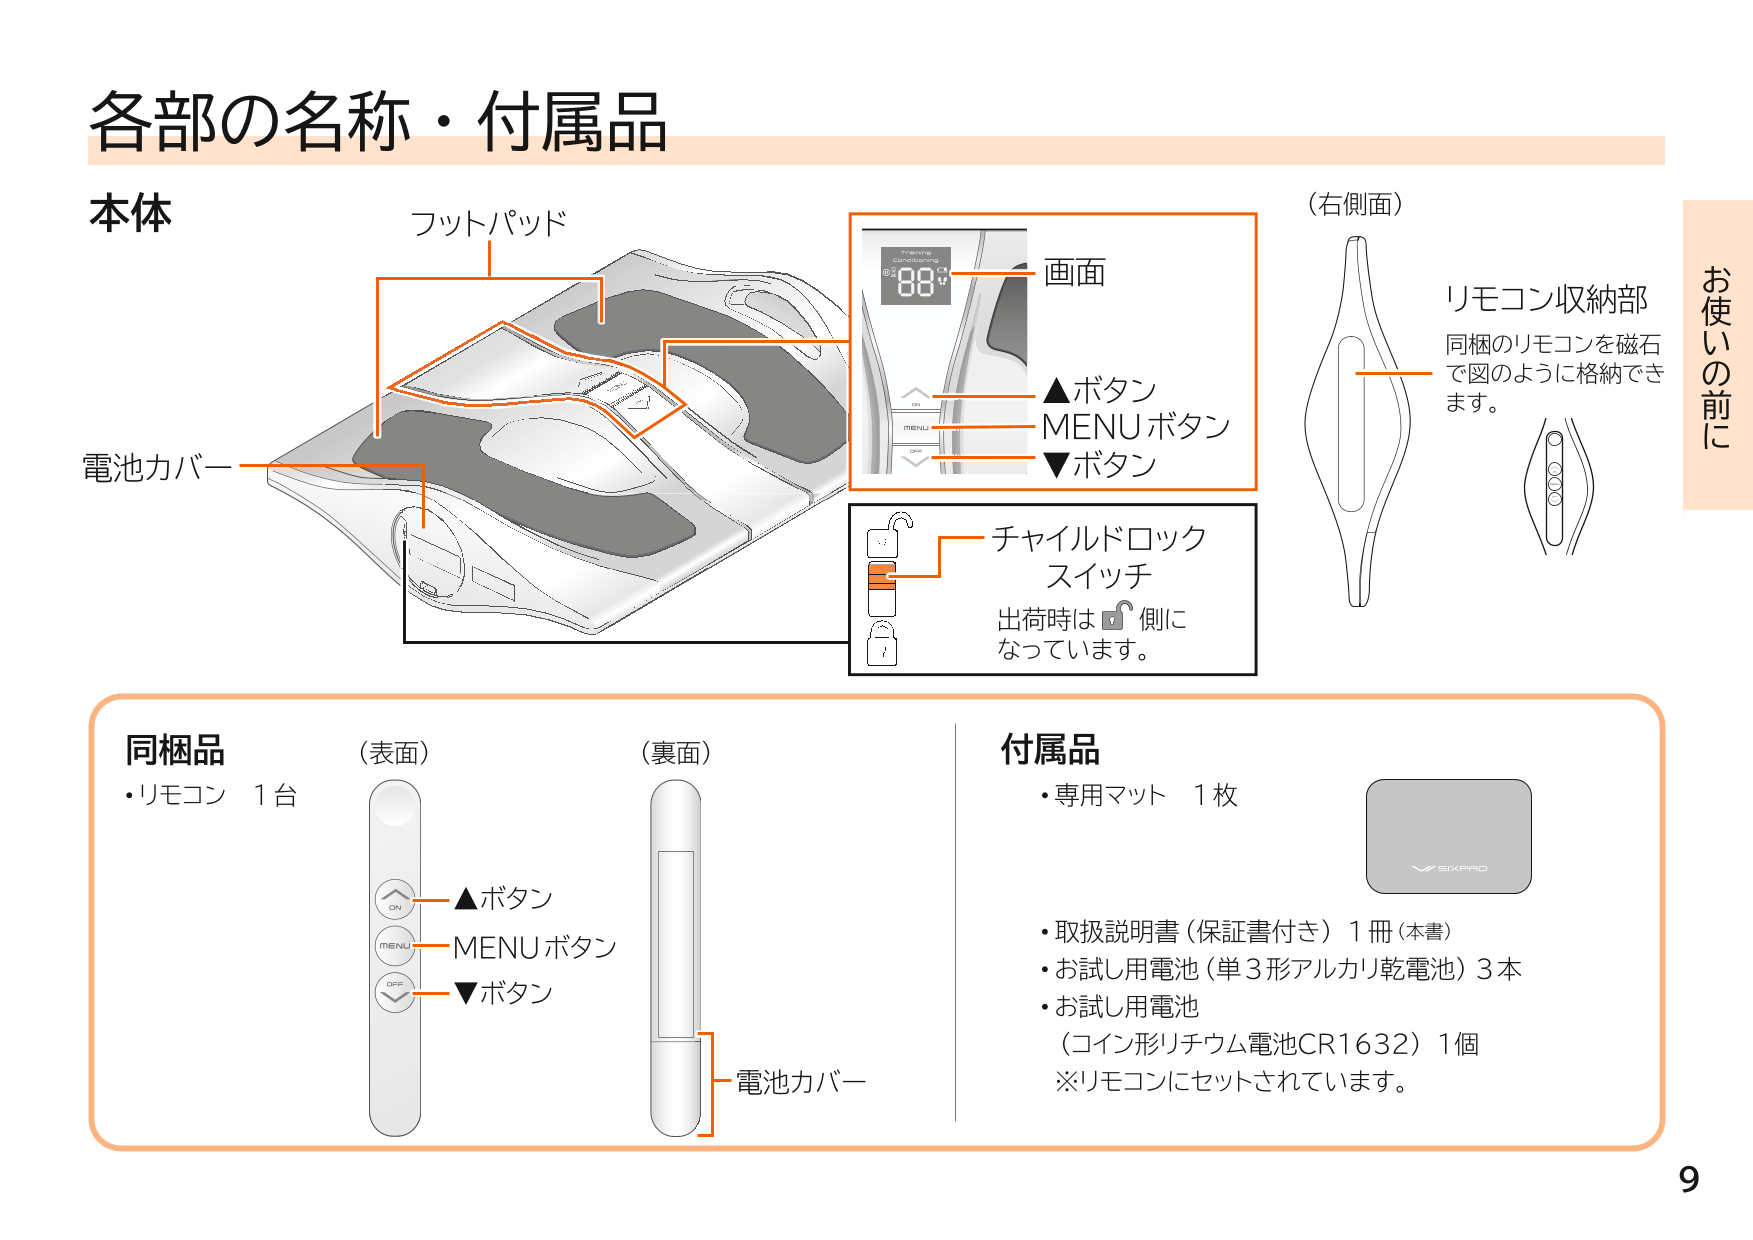 各部の名称・付属品
本体
フットパッド
電池カバー
Training
Conditioning
88
ON
MENU
OFF
画面
▲ボタン
MENUボタン
▼ボタン
チャイルドロック
スイッチ
出荷時は 側に
なっています。
（右側面）
リモコン収納部
同梱のリモコンを磁石
で図のように格納でき
ます。
お使いの前に
同梱品
・リモコン　1台
（表面）
ON
MENU
OFF
▲ボタン
MENUボタン
▼ボタン
（裏面）
電池カバー
付属品
・専用マット　1枚
SIXPAD
・取扱説明書（保証書付き）1冊（本書）
・お試し用電池（単３形アルカリ乾電池）３本
・お試し用電池
（コイン形リチウム電池CR1632）1個
※リモコンにセットされています。
9